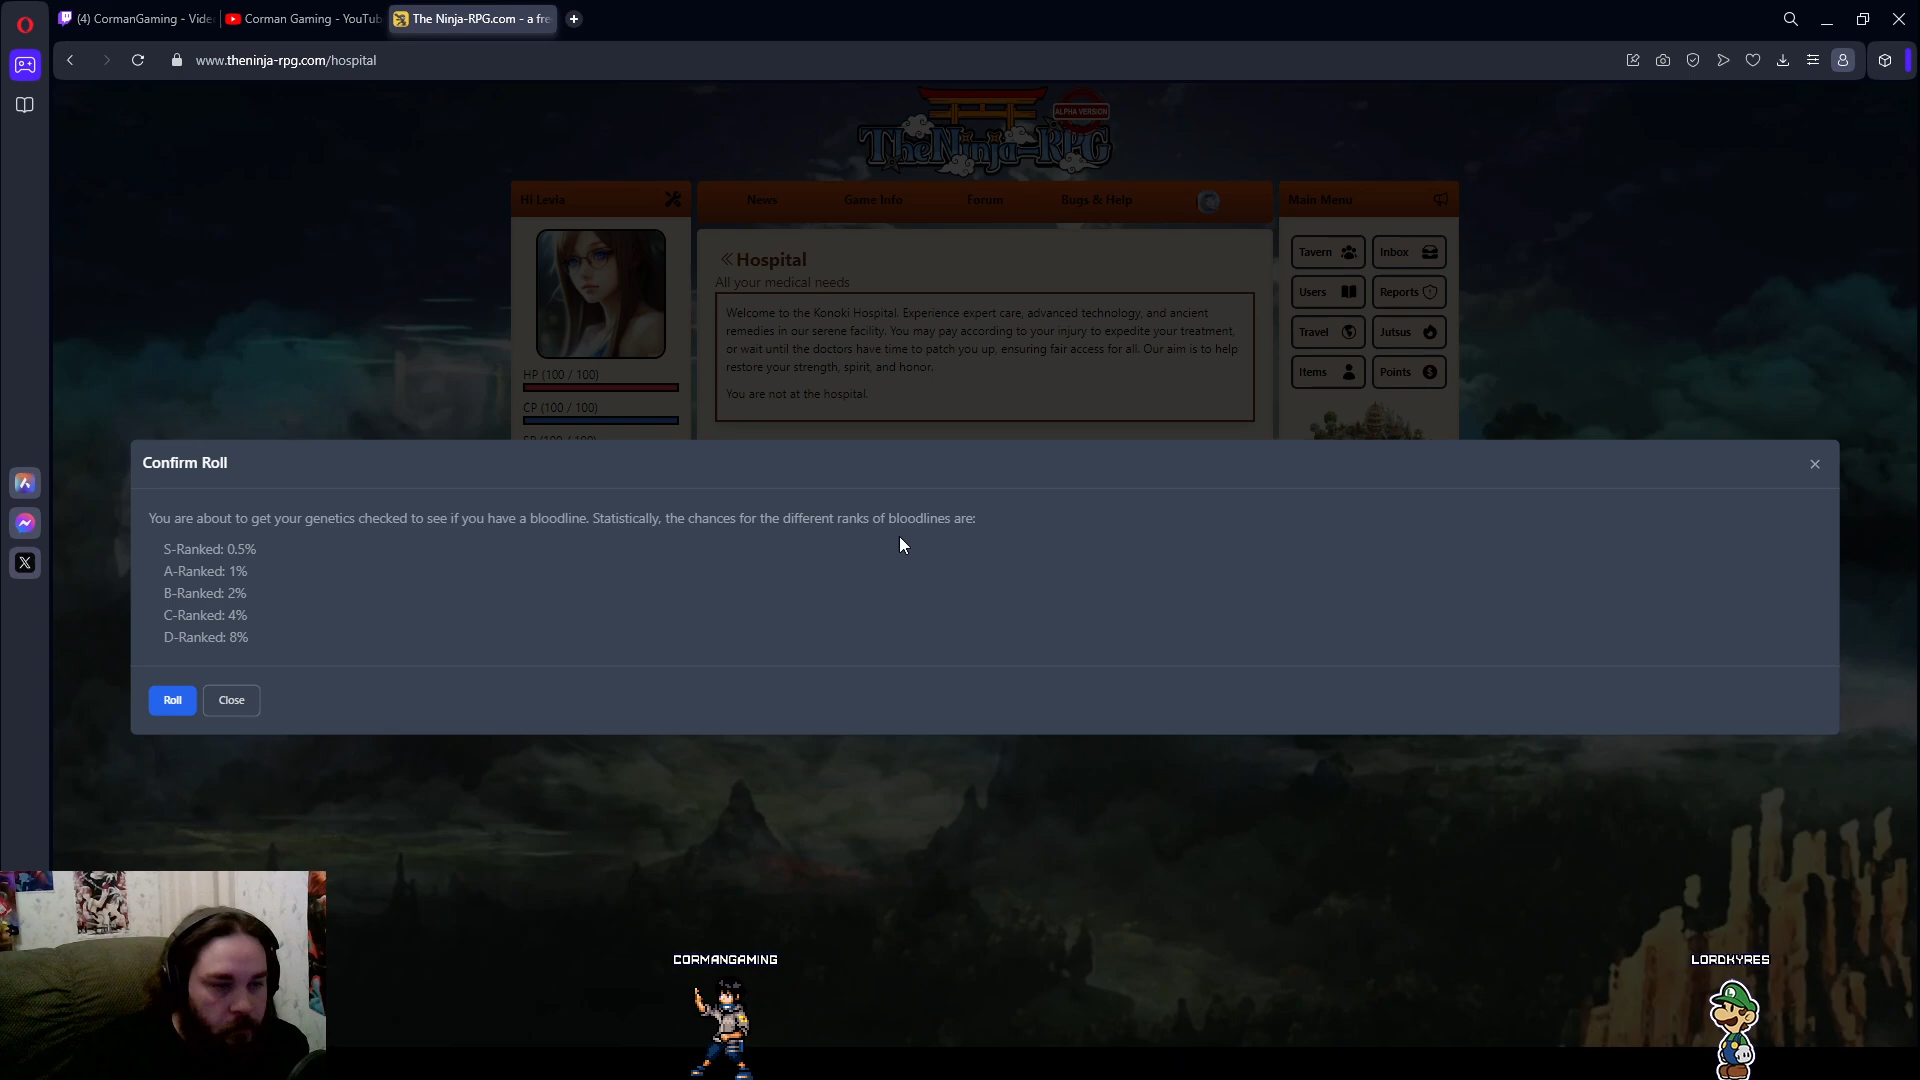 (4) CormanGaming - Vide
Corman Gaming - YouTub
The Ninja-RPG.com - a fre
www.theninja-rpg.com/hospital
ALPHA VERSION
TheNinja-RPG
Hi Levia
News
Game Info
Forum
Bugs & Help
Main Menu
Hospital
All your medical needs
Welcome to the Konoki Hospital. Experience expert care, advanced technology, and ancient
remedies in our serene facility. You may pay according to your injury to expedite your treatment,
or wait until the doctors have time to patch you up, ensuring fair access for all. Our aim is to help
restore your strength, spirit, and honor.
You are not at the hospital.
HP (100 / 100)
CP (100 / 100)
SP (100 / 100)
Tavern
Inbox
Users
Reports
Travel
Jutsus
Items
Points
Confirm Roll
You are about to get your genetics checked to see if you have a bloodline. Statistically, the chances for the different ranks of bloodlines are:
S-Ranked: 0.5%
A-Ranked: 1%
B-Ranked: 2%
C-Ranked: 4%
D-Ranked: 8%
Roll
Close
CORMANGAMING
LORDKYRES